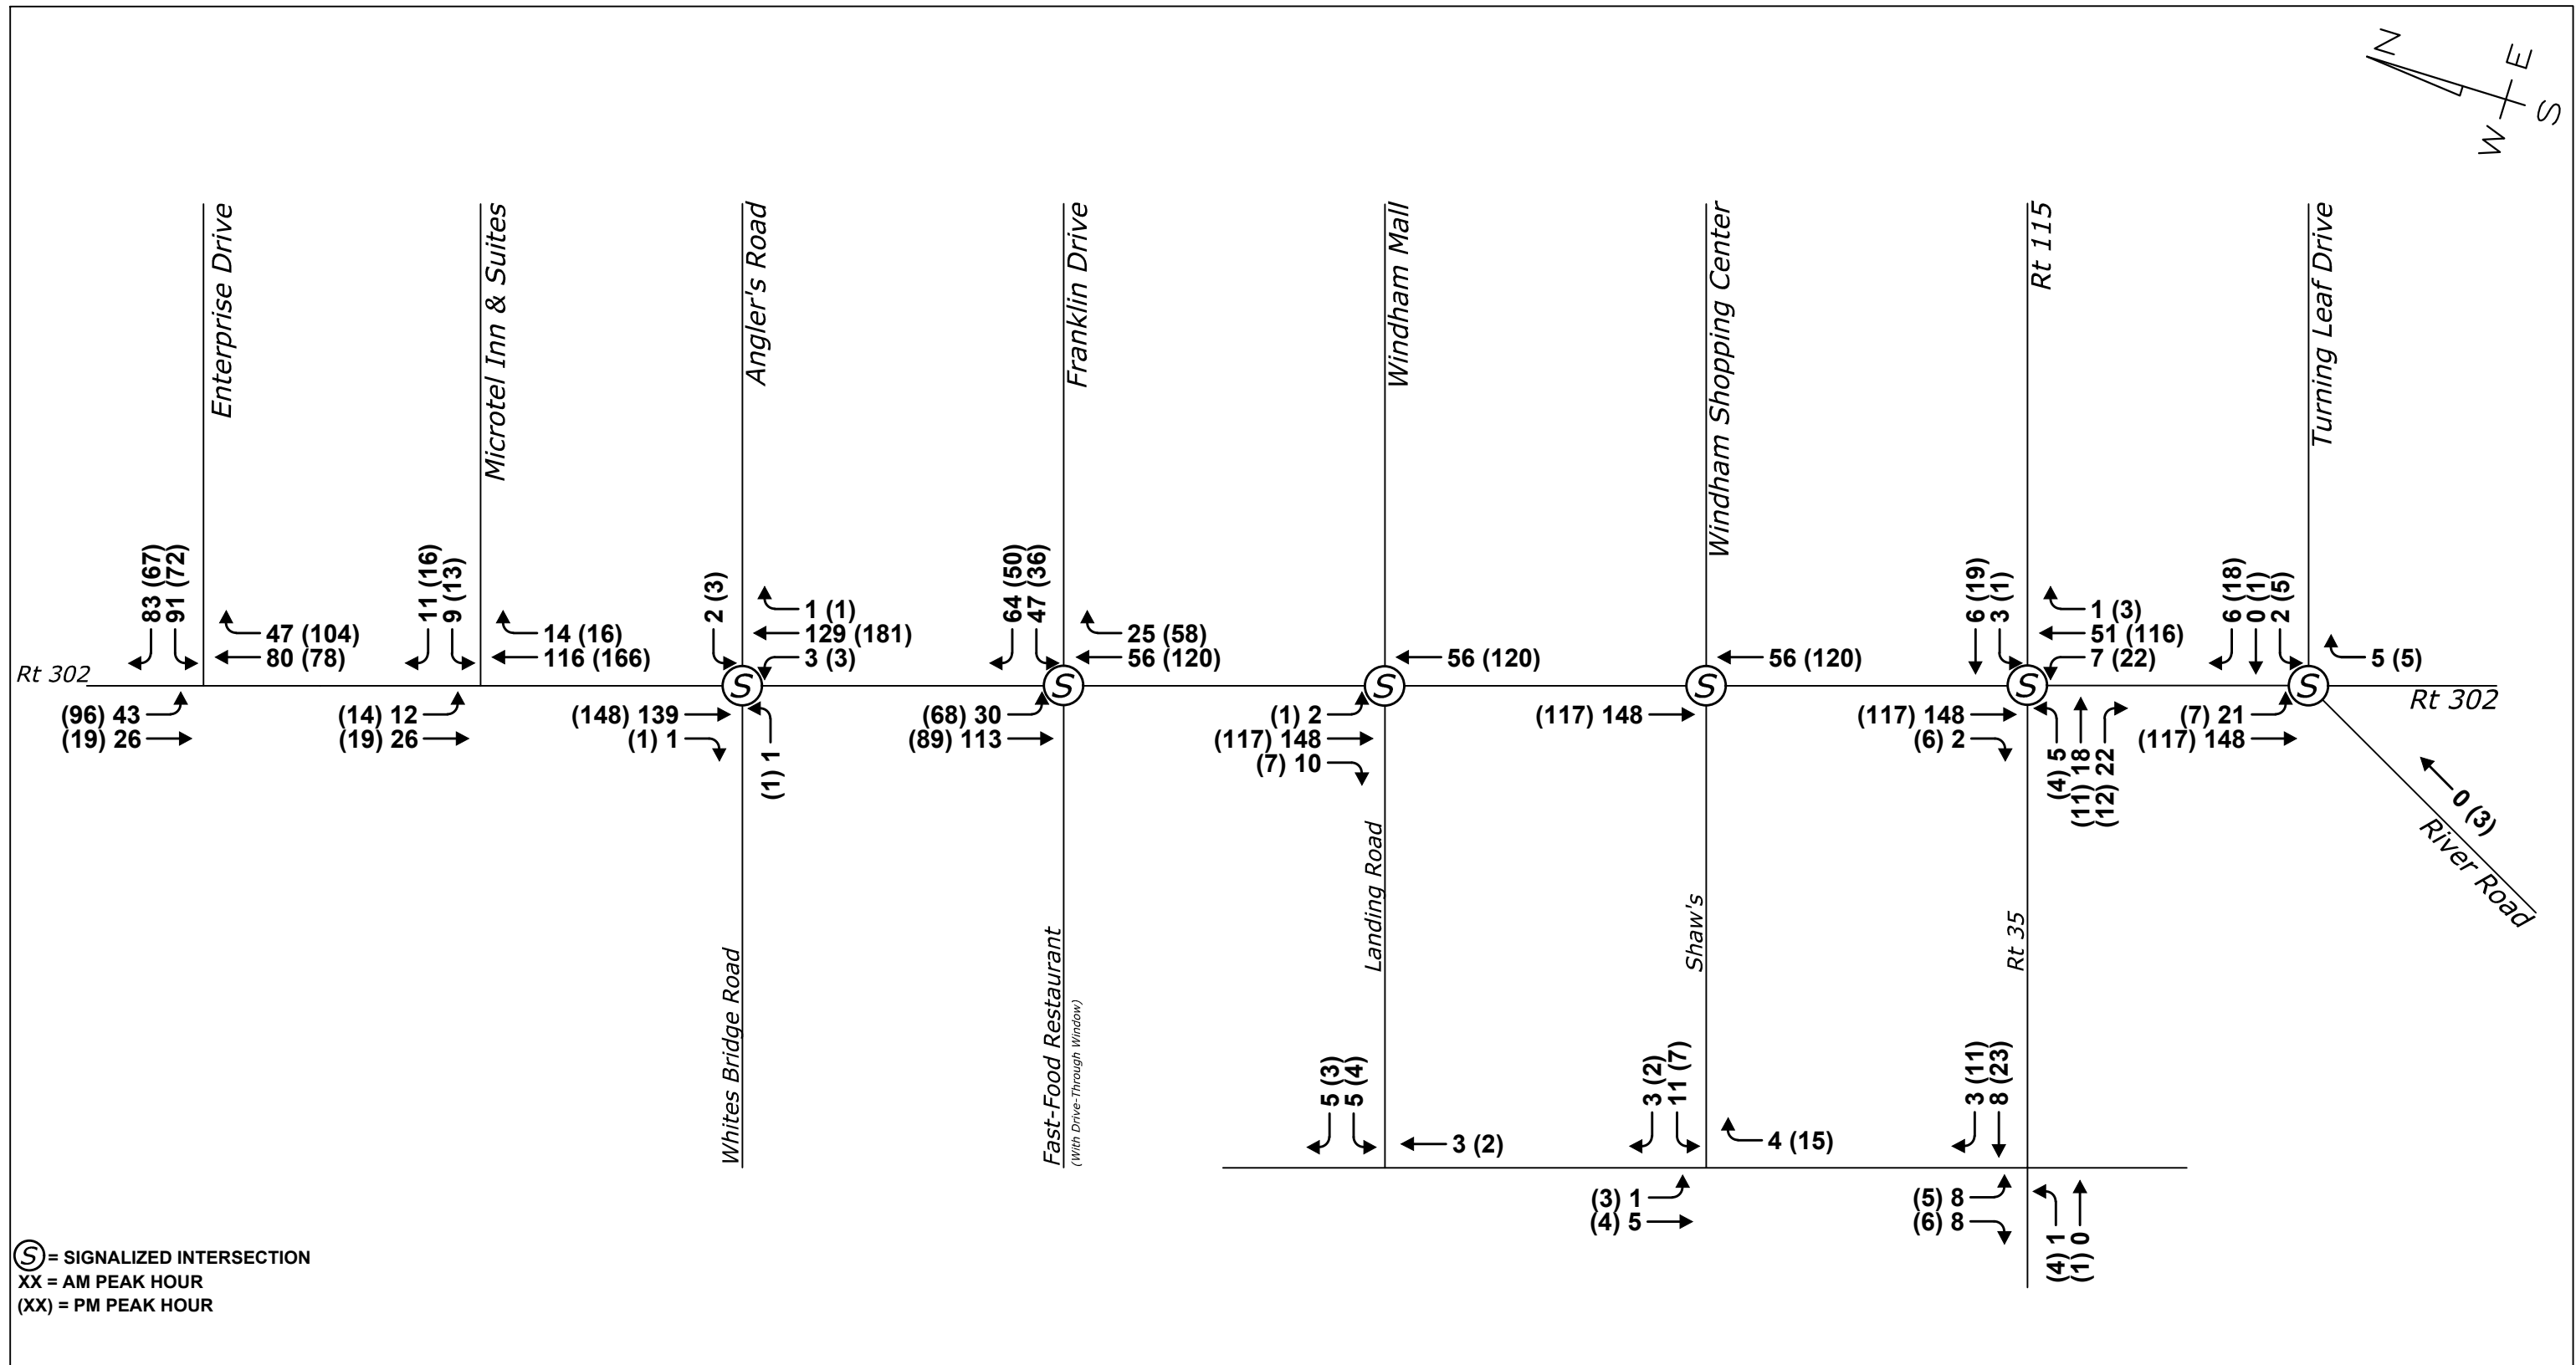 N
E
S
W
Enterprise Drive
Microtel Inn & Suites
Angler's Road
Franklin Drive
Windham Mall
Windham Shopping Center
Rt 115
Turning Leaf Drive
83 (67)
91 (72)
47 (104)
80 (78)
11 (16)
9 (13)
14 (16)
116 (166)
2 (3)
1 (1)
129 (181)
3 (3)
64 (50)
47 (36)
25 (58)
56 (120)
56 (120)
56 (120)
6 (19)
3 (1)
1 (3)
51 (116)
7 (22)
6 (18)
0 (1)
2 (5)
5 (5)
Rt 302
S
S
S
S
S
S
Rt 302
(96) 43
(19) 26
(14) 12
(19) 26
(148) 139
(1) 1
(1) 1
(68) 30
(89) 113
(1) 2
(117) 148
(7) 10
(117) 148
(117) 148
(6) 2
(4) 5
(11) 18
(12) 22
(7) 21
(117) 148
0 (3)
River Road
Whites Bridge Road
Fast-Food Restaurant
(With Drive-Through Window)
Landing Road
Shaw's
Rt 35
5 (3)
5 (4)
3 (2)
3 (2)
11 (7)
4 (15)
3 (11)
8 (23)
(3) 1
(4) 5
(5) 8
(6) 8
(4) 1
(1) 0
S = SIGNALIZED INTERSECTION
XX = AM PEAK HOUR
(XX) = PM PEAK HOUR